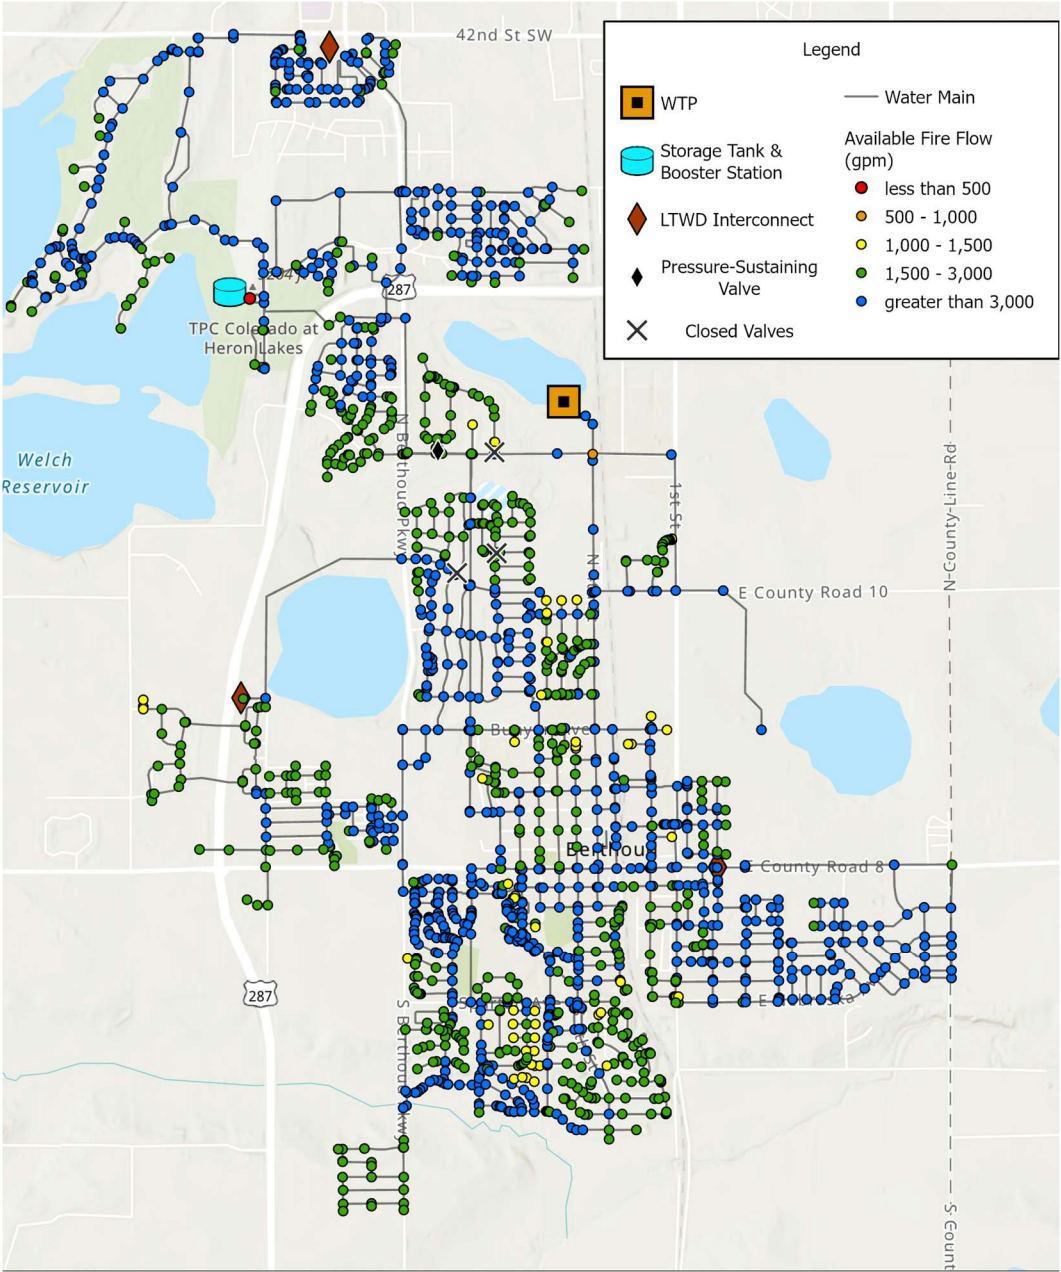 42nd St SW
Legend
WTP
Storage Tank &
Booster Station
LTWD Interconnect
Pressure-Sustaining
Valve
Closed Valves
Water Main
Available Fire Flow
(gpm)
less than 500
500 - 1,000
1,000 - 1,500
1,500 - 3,000
greater than 3,000
287
TPC Colorado at
Heron Lakes
Welch
Reservoir
N Berthoud Pkwy
1st St
N-County-Line-Rd
E County Road 10
E County Road 8
287
S Berthoud Pkwy
S Count